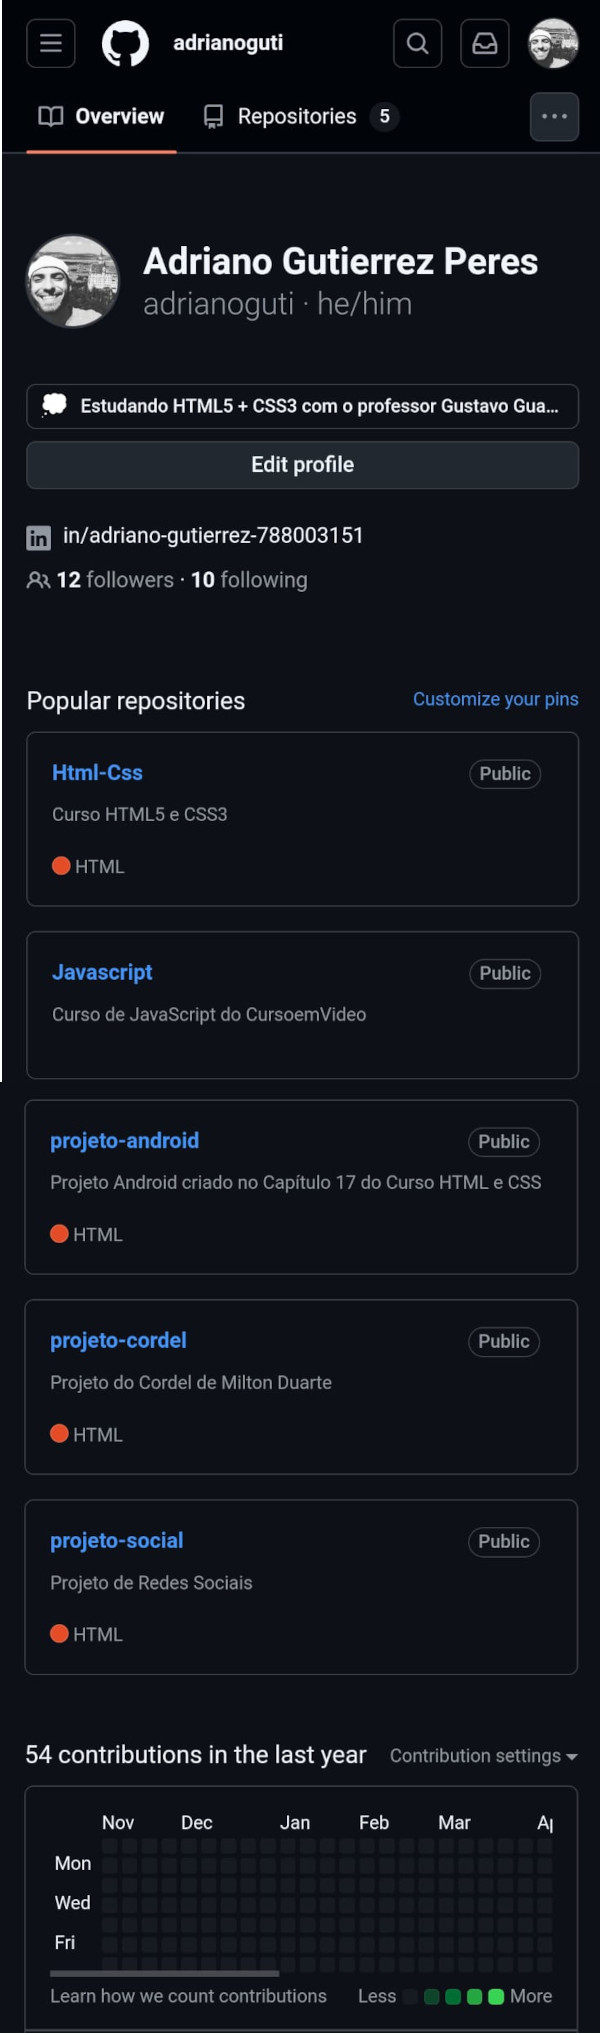 adrianoguti
Overview Repositories 5
Adriano Gutierrez Peres
adrianoguti · he/him
Estudando HTML5 + CSS3 com o professor Gustavo Gua...
Edit profile
in/adriano-gutierrez-788003151
12 followers · 10 following
Popular repositories Customize your pins
Html-Css Public
Curso HTML5 e CSS3
HTML
Javascript Public
Curso de JavaScript do CursoemVideo
projeto-android Public
Projeto Android criado no Capítulo 17 do Curso HTML e CSS
HTML
projeto-cordel Public
Projeto do Cordel de Milton Duarte
HTML
projeto-social Public
Projeto de Redes Sociais
HTML
54 contributions in the last year Contribution settings
Nov Dec Jan Feb Mar
Mon
Wed
Fri
Learn how we count contributions Less More